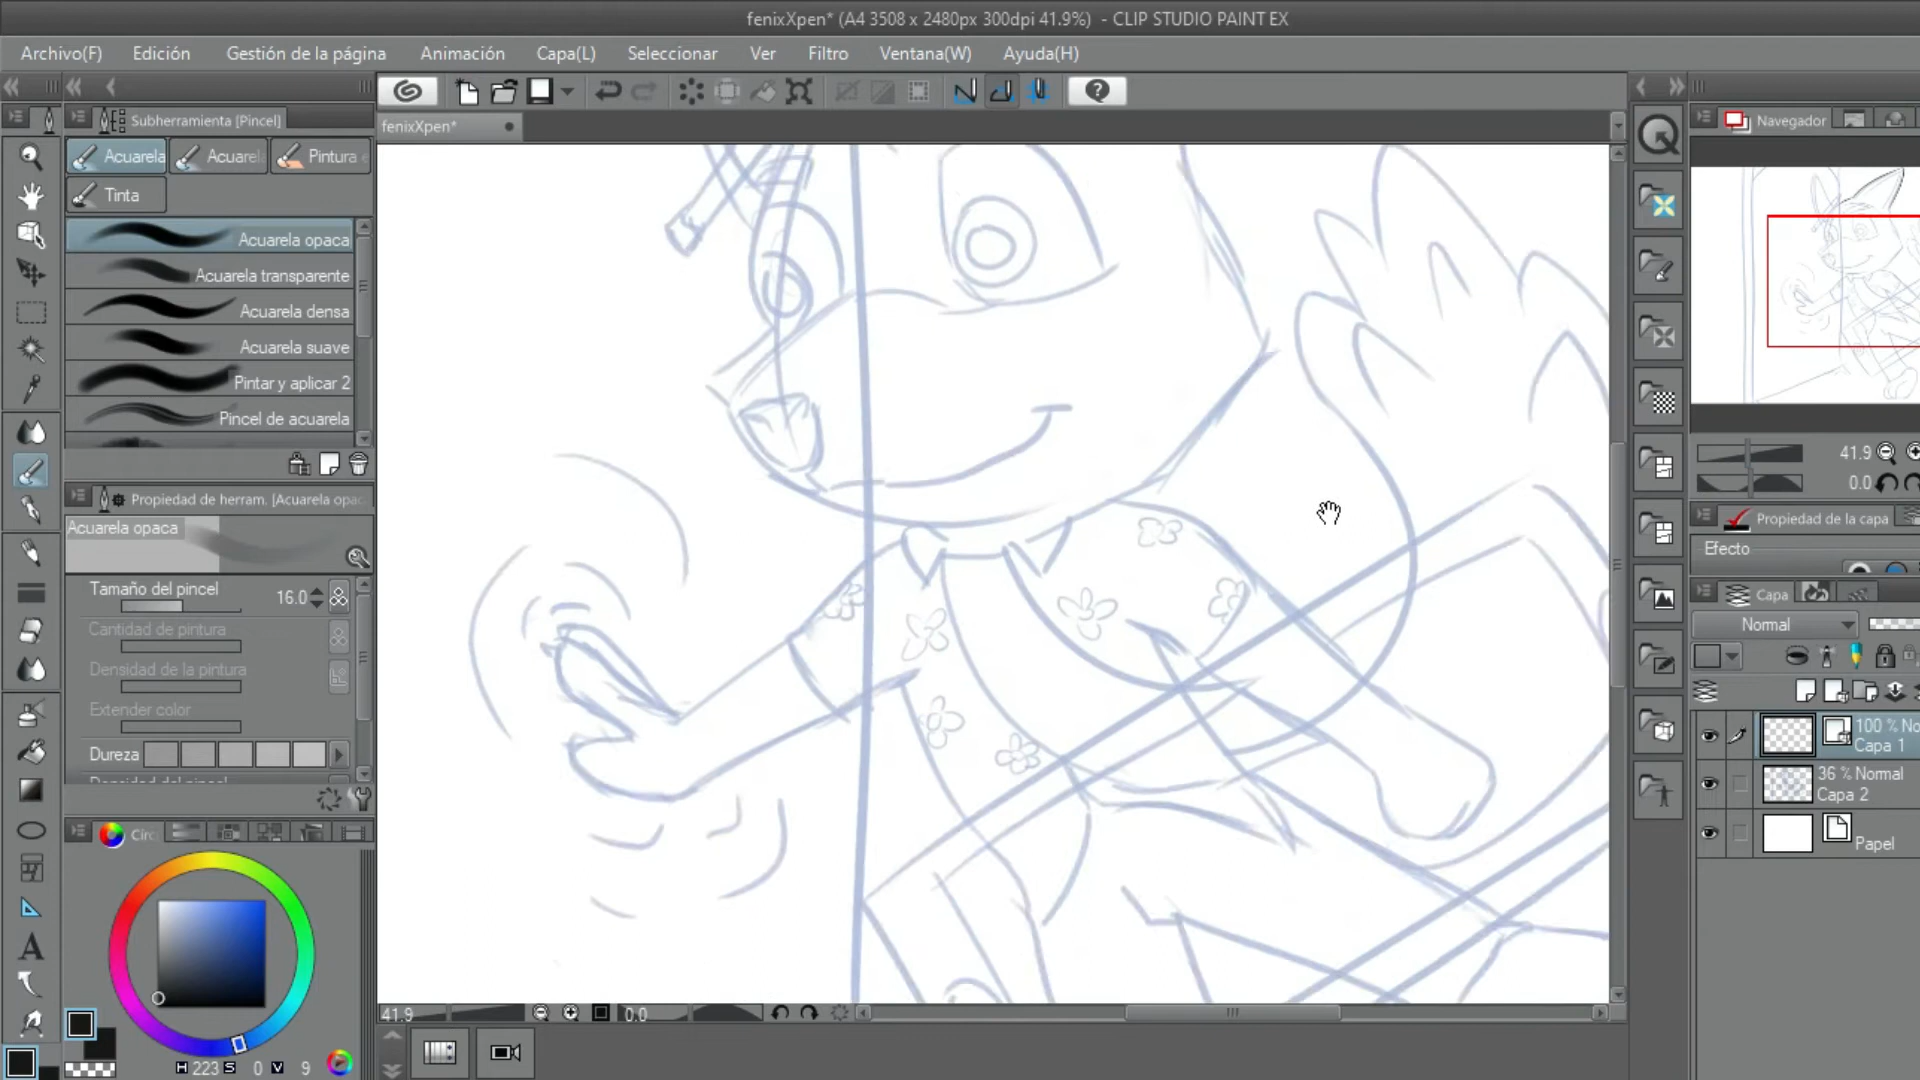 fenixXpen* (A4 3508 x 2480px 300dpi 41.9%) - CLIP STUDIO PAINT EX
Archivo(F) Edición Gestión de la página Animación Capa(L) Seleccionar Ver Filtro Ventana(W) Ayuda(H)
fenixXpen*
Subherramienta [Pincel]
Acuarela Acuarel Pintura
Tinta
Acuarela opaca
Acuarela transparente
Acuarela densa
Acuarela suave
Pintar y aplicar 2
Pincel de acuarela
Propiedad de herram. [Acuarela opac
Acuarela opaca
Tamaño del pincel 16.0
Cantidad de pintura
Densidad de la pintura
Extender color
Dureza
Densidad del pincel
Círc
H 223 S 0 V 9
41.9 0.0
Navegador
41.9
0.0
Propiedad de la capa
Efecto
Capa
Normal
100 % No
Capa 1
36 % Normal
Capa 2
Papel